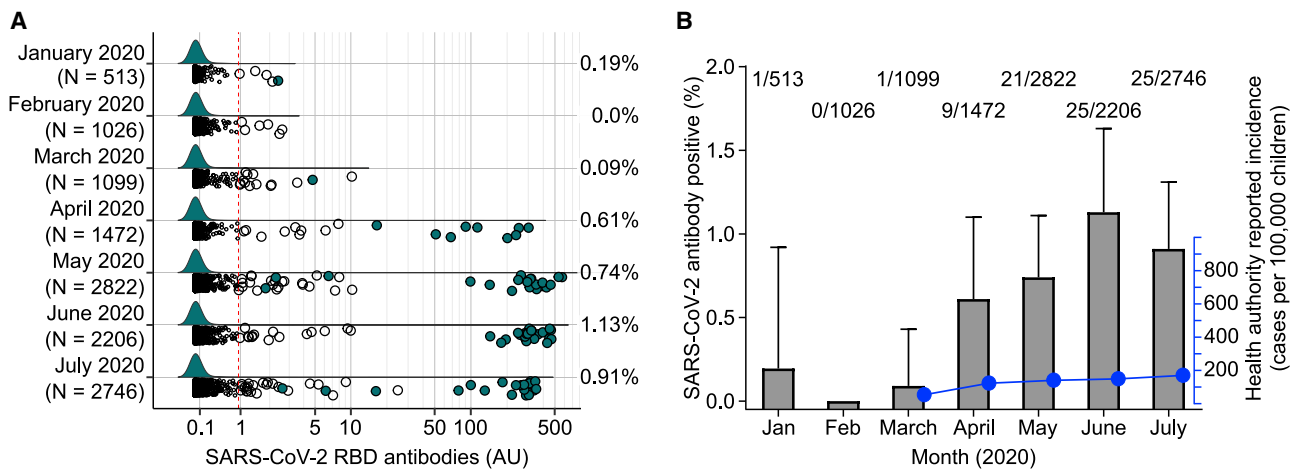 A
January 2020
(N = 513)
0.19%
February 2020
(N = 1026)
0.0%
March 2020
(N = 1099)
0.09%
April 2020
(N = 1472)
0.61%
May 2020
(N = 2822)
0.74%
June 2020
(N = 2206)
1.13%
July 2020
(N = 2746)
0.91%
0.1 1 5 10 50 100 500
SARS-CoV-2 RBD antibodies (AU)
B
SARS-CoV-2 antibody positive (%)
2.0
1.5
1.0
0.5
0.0
1/513 1/1099 21/2822 25/2746
0/1026 9/1472 25/2206
800
600
400
200
Health authority reported incidence
(cases per 100,000 children)
Jan Feb March April May June July
Month (2020)